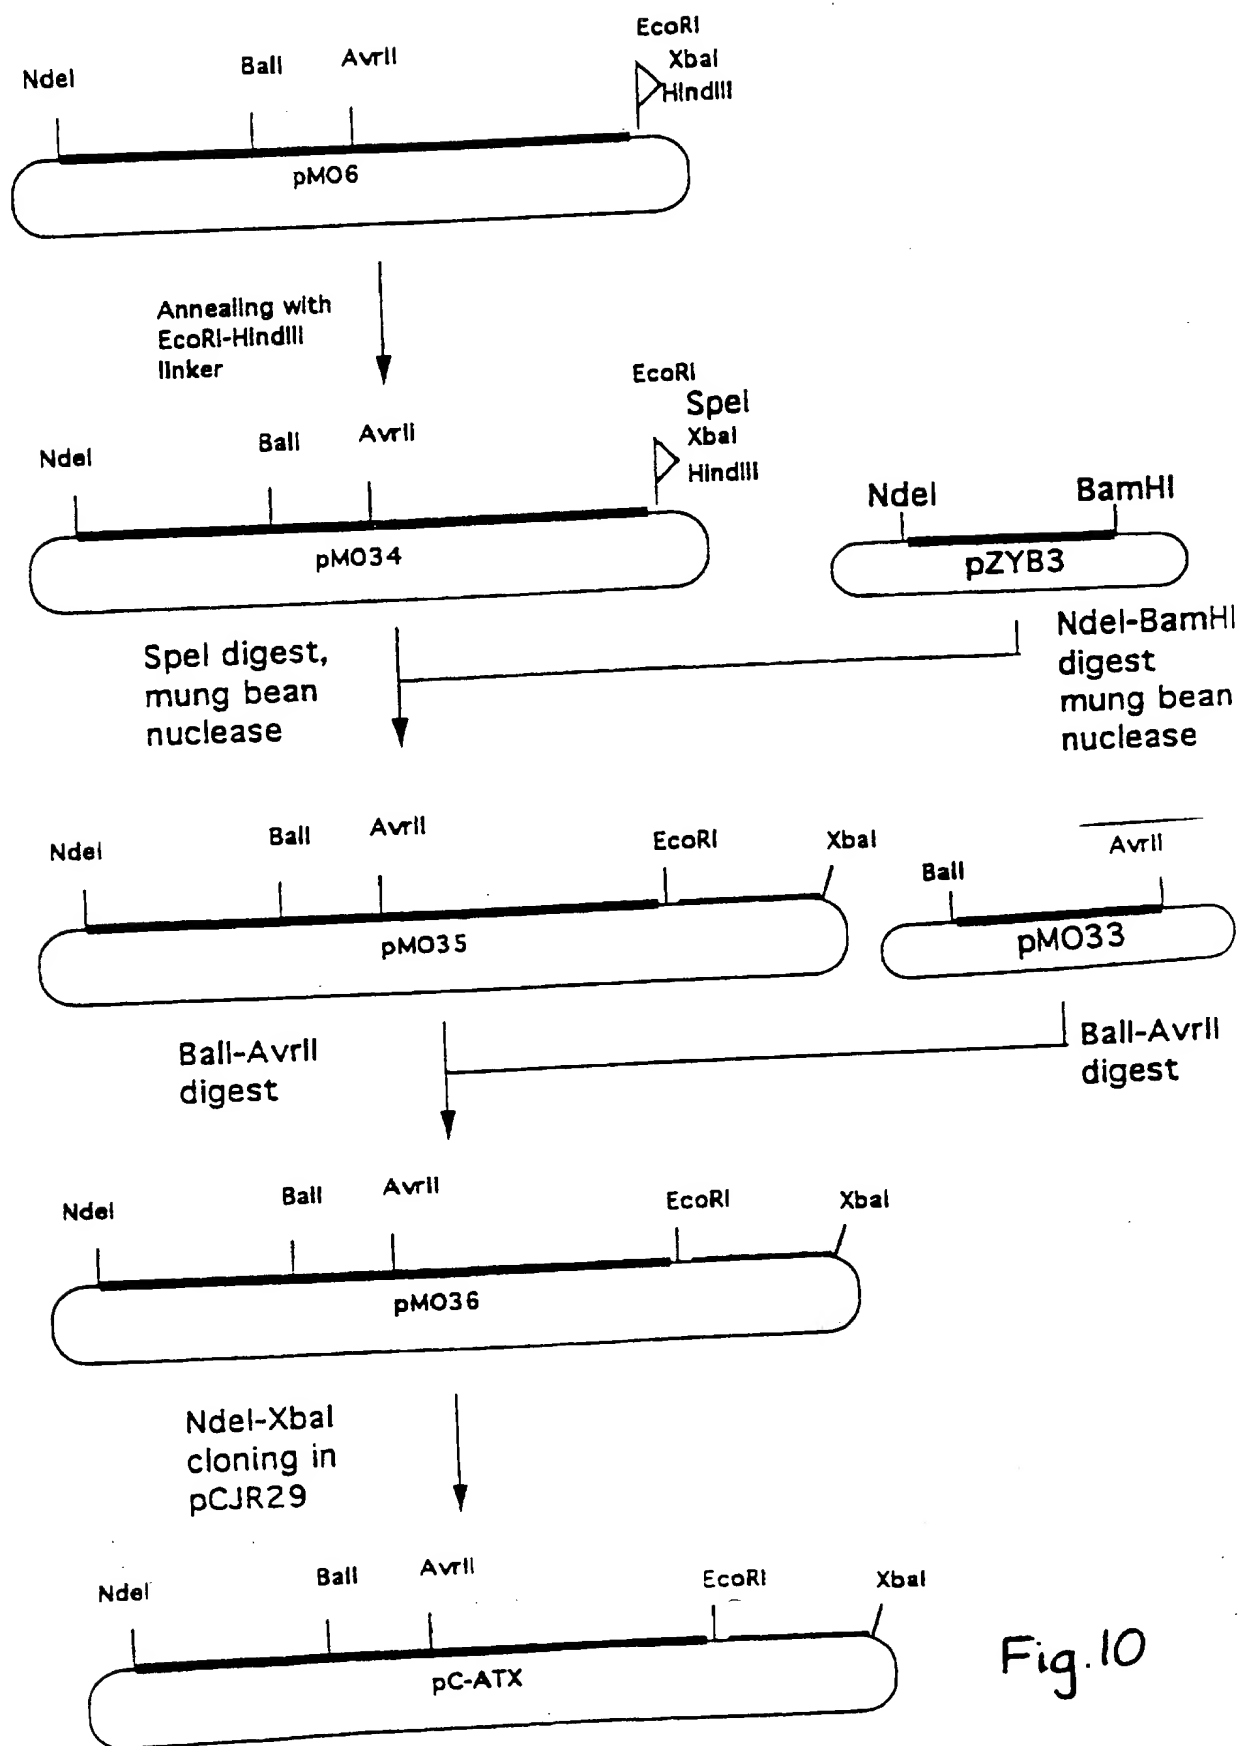 EcoRI
NdeI
BalI
AvrII
XbaI
HindIII
pMO6
Annealing with
EcoRI-HindIII
linker
EcoRI
SpeI
NdeI
BalI
AvrII
XbaI
HindIII
pMO34
NdeI
BamHI
pZYB3
SpeI digest,
mung bean
nuclease
NdeI-BamHI
digest
mung bean
nuclease
NdeI
BalI
AvrII
EcoRI
XbaI
pMO35
BalI
AvrII
pMO33
BalI-AvrII
digest
BalI-AvrII
digest
NdeI
BalI
AvrII
EcoRI
XbaI
pMO36
NdeI-XbaI
cloning in
pCJR29
NdeI
BalI
AvrII
EcoRI
XbaI
pC-ATX
Fig.10